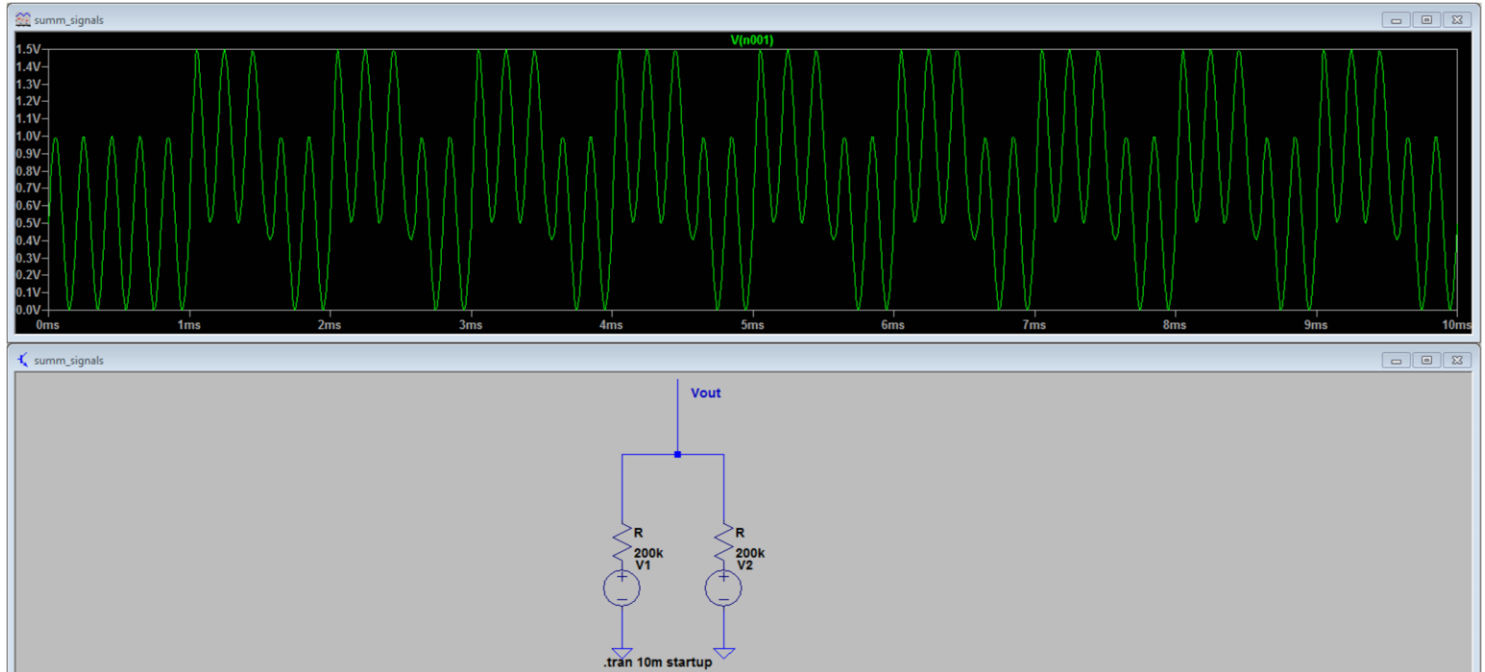 summ_signals
V(n001)
1.5V
1.4V
1.3V
1.2V
1.1V
1.0V
0.9V
0.8V
0.7V
0.6V
0.5V
0.4V
0.3V
0.2V
0.1V
0.0V
0ms 1ms 2ms 3ms 4ms 5ms 6ms 7ms 8ms 9ms 10ms
summ_signals
Vout
R R
200k 200k
V1 V2
.tran 10m startup